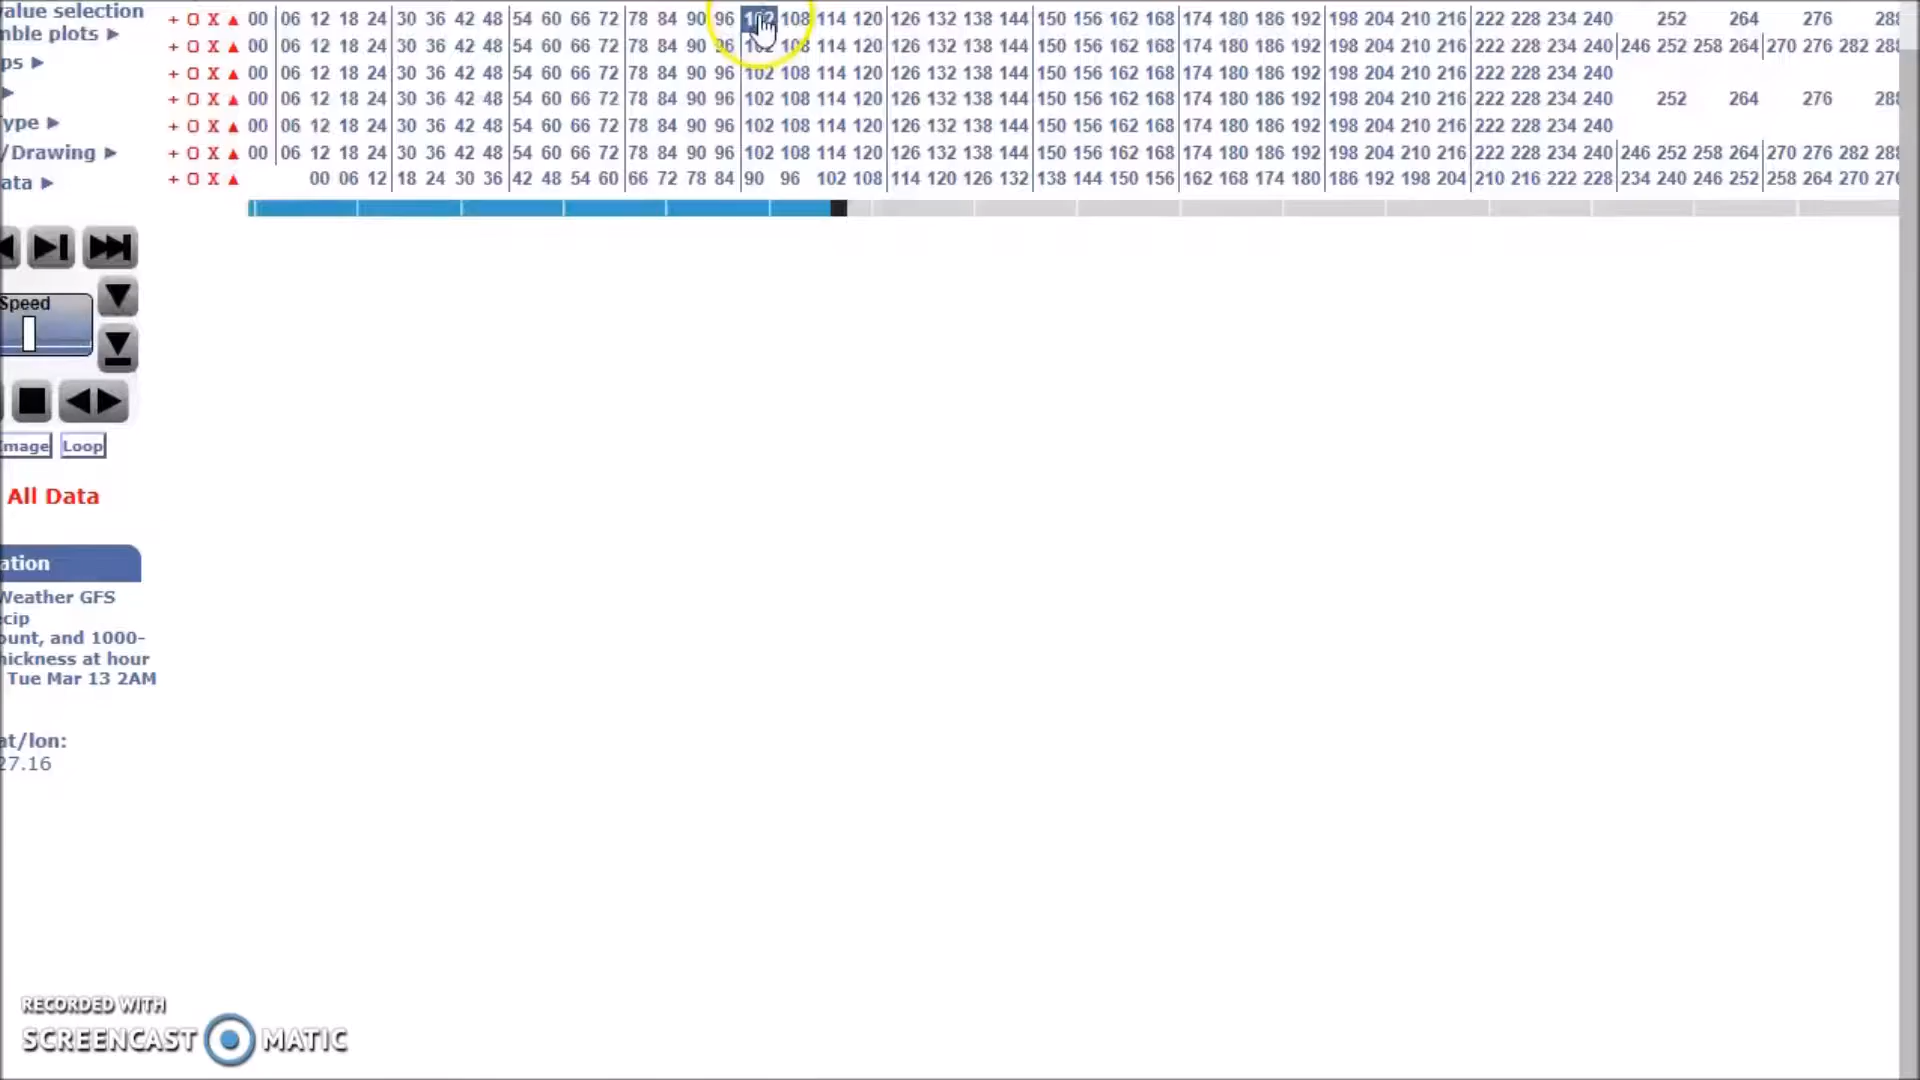 value selection
+ O X ▲ 00 06 12 18 24 30 36 42 48 54 60 66 72 78 84 90 96 102 108 114 120 126 132 138 144 150 156 162 168 174 180 186 192 198 204 210 216 222 228 234 240 252 264 276 288
mble plots ▶
+ O X ▲ 00 06 12 18 24 30 36 42 48 54 60 66 72 78 84 90 96 102 108 114 120 126 132 138 144 150 156 162 168 174 180 186 192 198 204 210 216 222 228 234 240 246 252 258 264 270 276 282 288
ps ▶
+ O X ▲ 00 06 12 18 24 30 36 42 48 54 60 66 72 78 84 90 96 102 108 114 120 126 132 138 144 150 156 162 168 174 180 186 192 198 204 210 216 222 228 234 240
▶
+ O X ▲ 00 06 12 18 24 30 36 42 48 54 60 66 72 78 84 90 96 102 108 114 120 126 132 138 144 150 156 162 168 174 180 186 192 198 204 210 216 222 228 234 240 252 264 276 288
ype ▶
+ O X ▲ 00 06 12 18 24 30 36 42 48 54 60 66 72 78 84 90 96 102 108 114 120 126 132 138 144 150 156 162 168 174 180 186 192 198 204 210 216 222 228 234 240
/Drawing ▶
+ O X ▲ 00 06 12 18 24 30 36 42 48 54 60 66 72 78 84 90 96 102 108 114 120 126 132 138 144 150 156 162 168 174 180 186 192 198 204 210 216 222 228 234 240 246 252 258 264 270 276 282 288
ata ▶
+ O X ▲ 00 06 12 18 24 30 36 42 48 54 60 66 72 78 84 90 96 102 108 114 120 126 132 138 144 150 156 162 168 174 180 186 192 198 204 210 216 222 228 234 240 246 252 258 264 270 276
Speed
Image Loop
All Data
ation
Weather GFS
cip
ount, and 1000-
hickness at hour
Tue Mar 13 2AM
at/lon:
27.16
RECORDED WITH
SCREENCAST MATIC